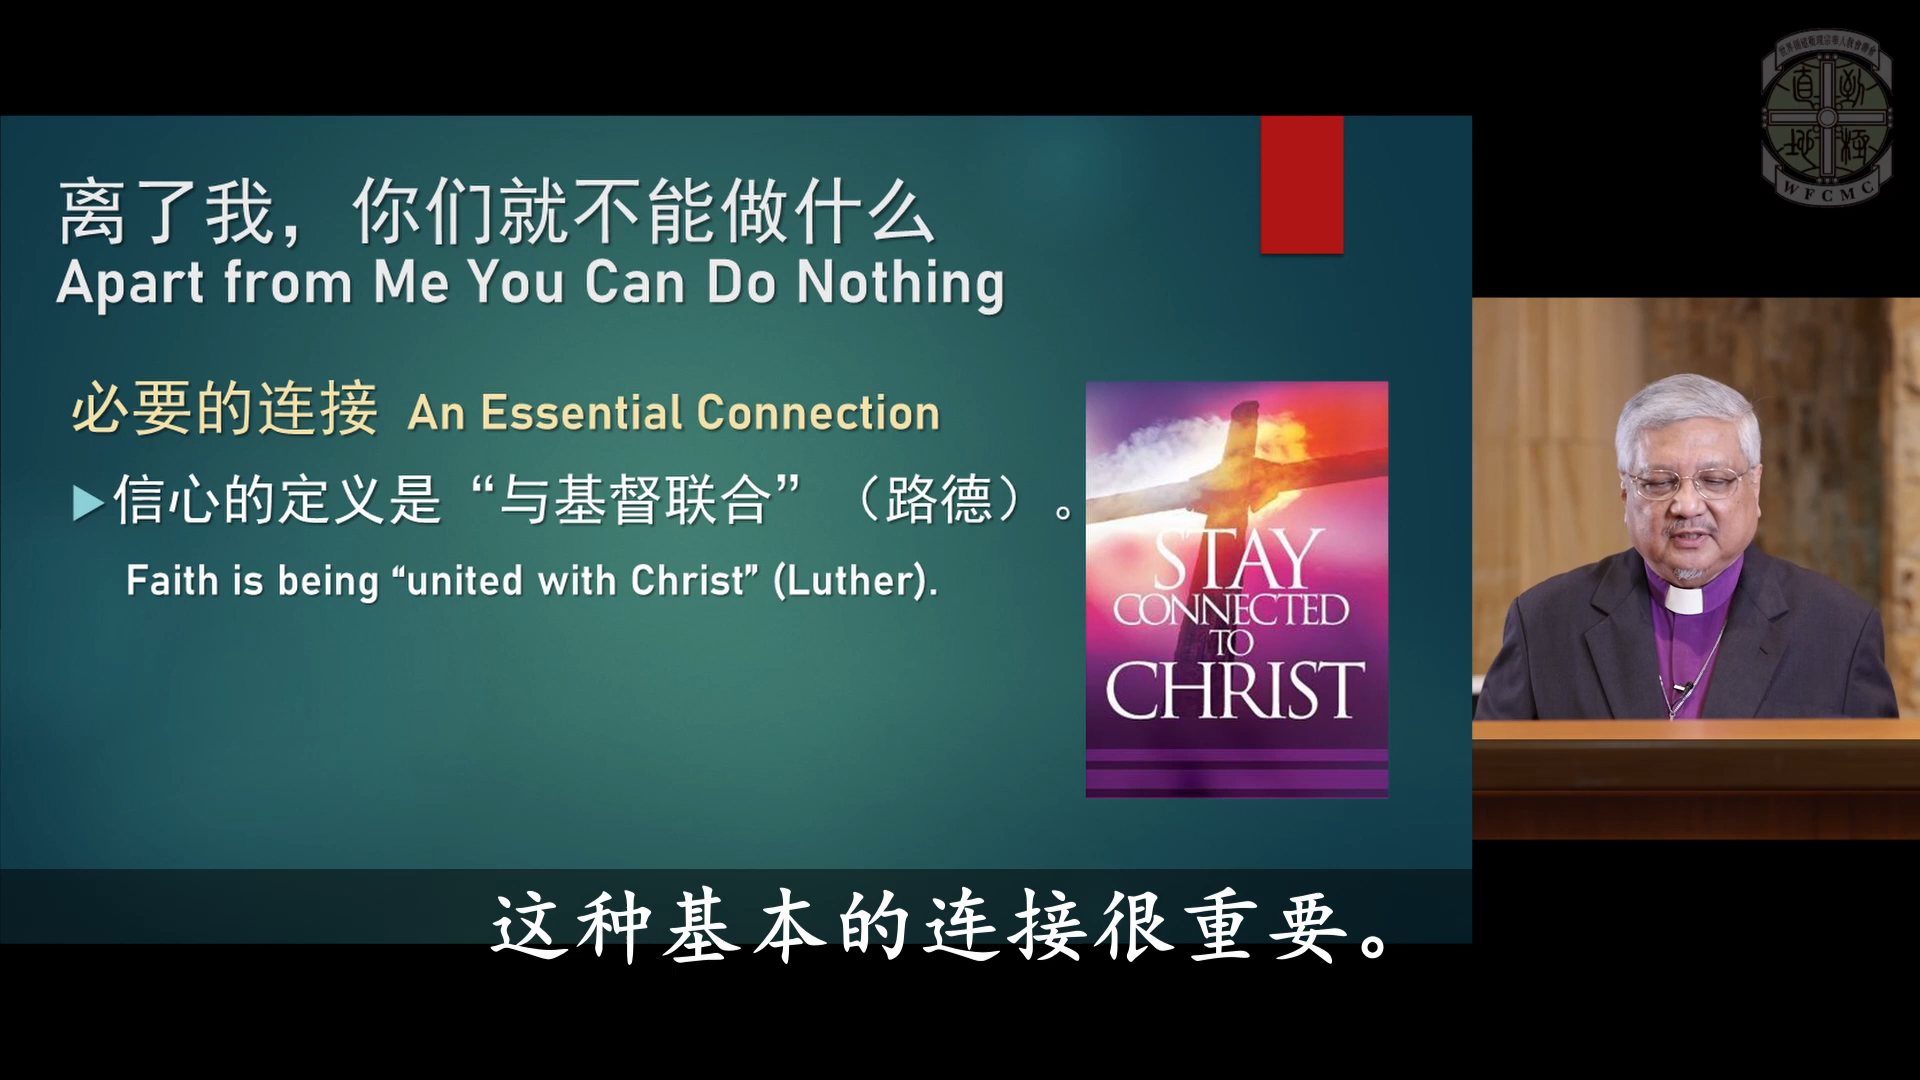 离了我，你们就不能做什么
Apart from Me You Can Do Nothing
必要的连接 An Essential Connection
信心的定义是“与基督联合”（路德）。
Faith is being “united with Christ” (Luther).
STAY
CONNECTED
TO
CHRIST
这种基本的连接很重要。
WFCMC